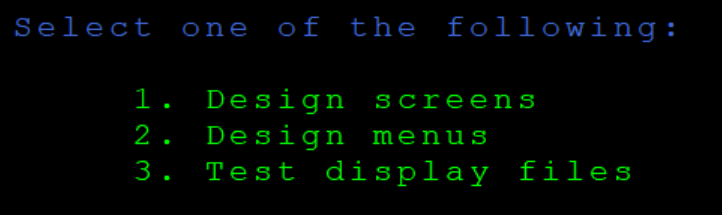 Select one of the following:
1. Design screens
2. Design menus
3. Test display files